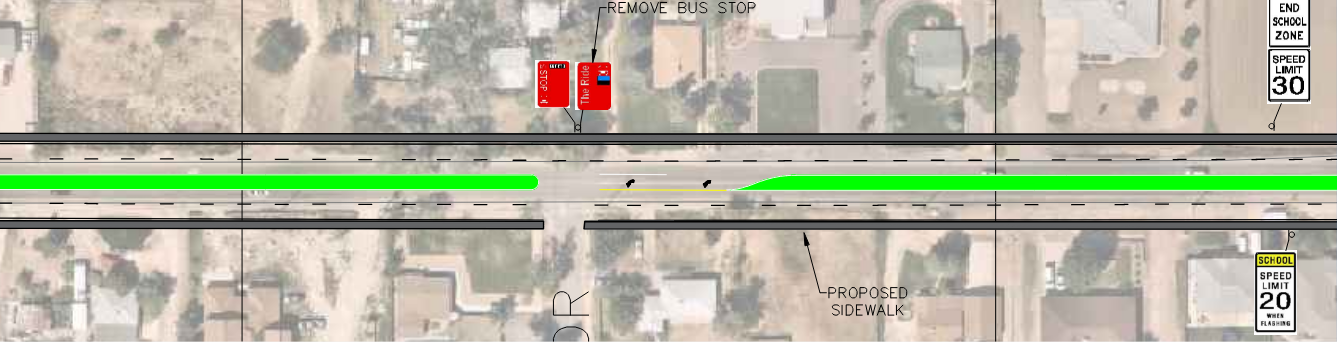 REMOVE BUS STOP
END
SCHOOL
ZONE
SPEED
LIMIT
30
STOP
The Ride
PROPOSED
SIDEWALK
DR
SCHOOL
SPEED
LIMIT
20
WHEN
FLASHING